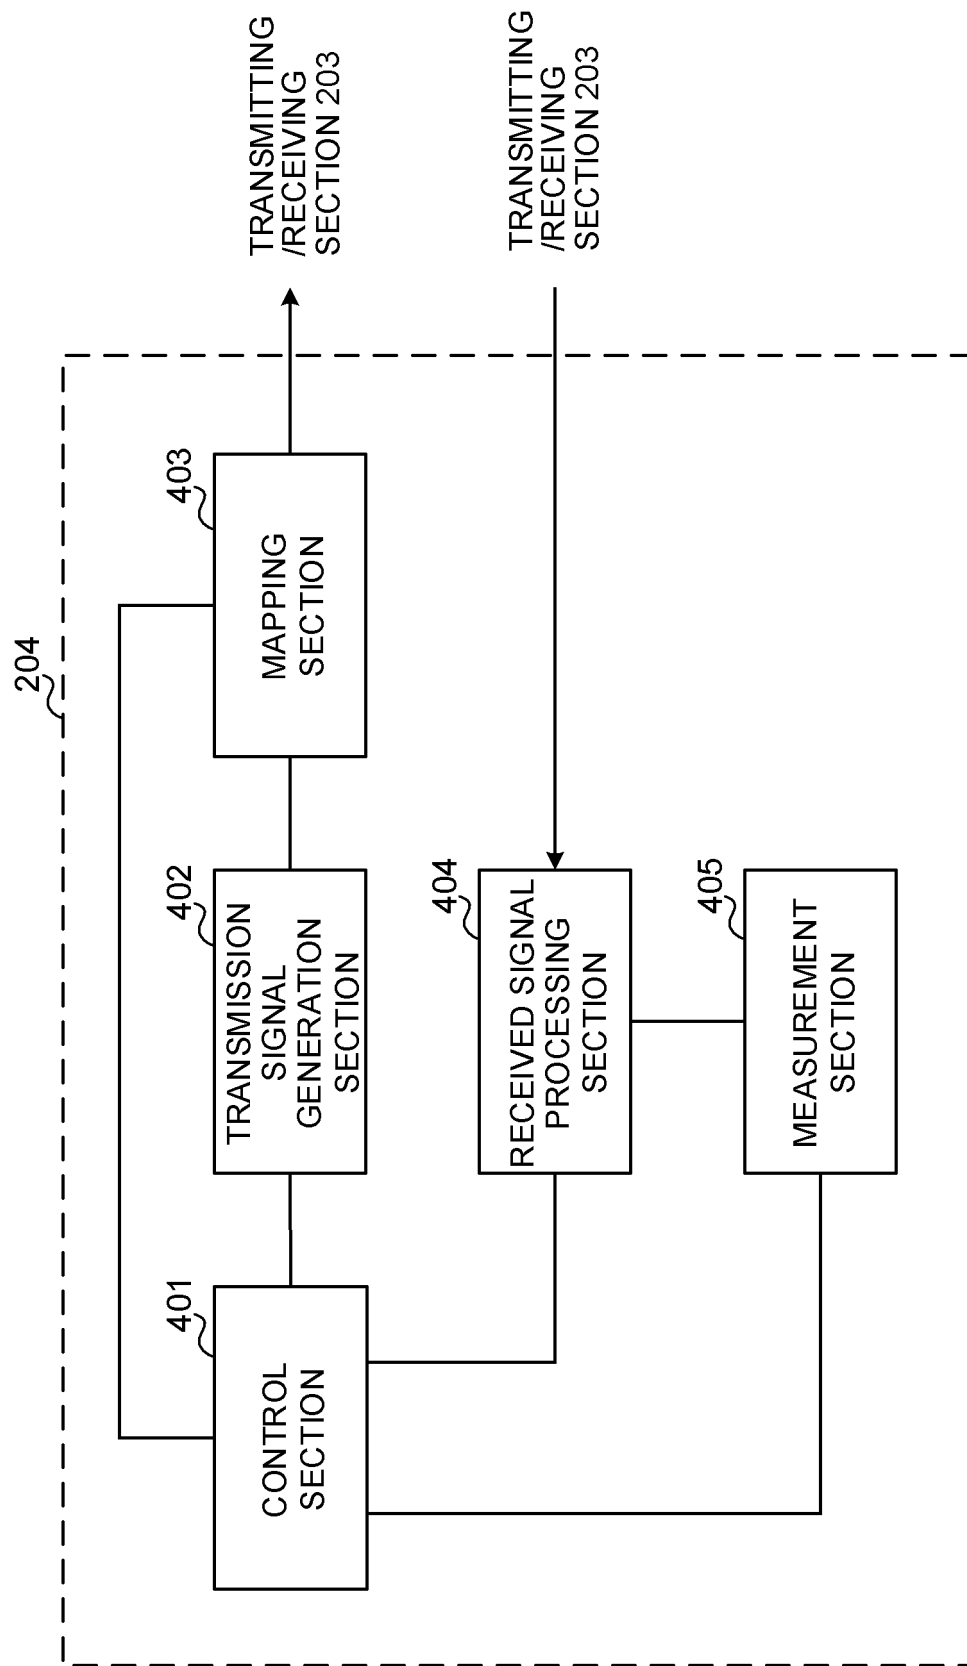 204
401
CONTROL
SECTION
402
TRANSMISSION
SIGNAL
GENERATION
SECTION
403
MAPPING
SECTION
TRANSMITTING
/RECEIVING
SECTION 203
404
RECEIVED SIGNAL
PROCESSING
SECTION
TRANSMITTING
/RECEIVING
SECTION 203
405
MEASUREMENT
SECTION